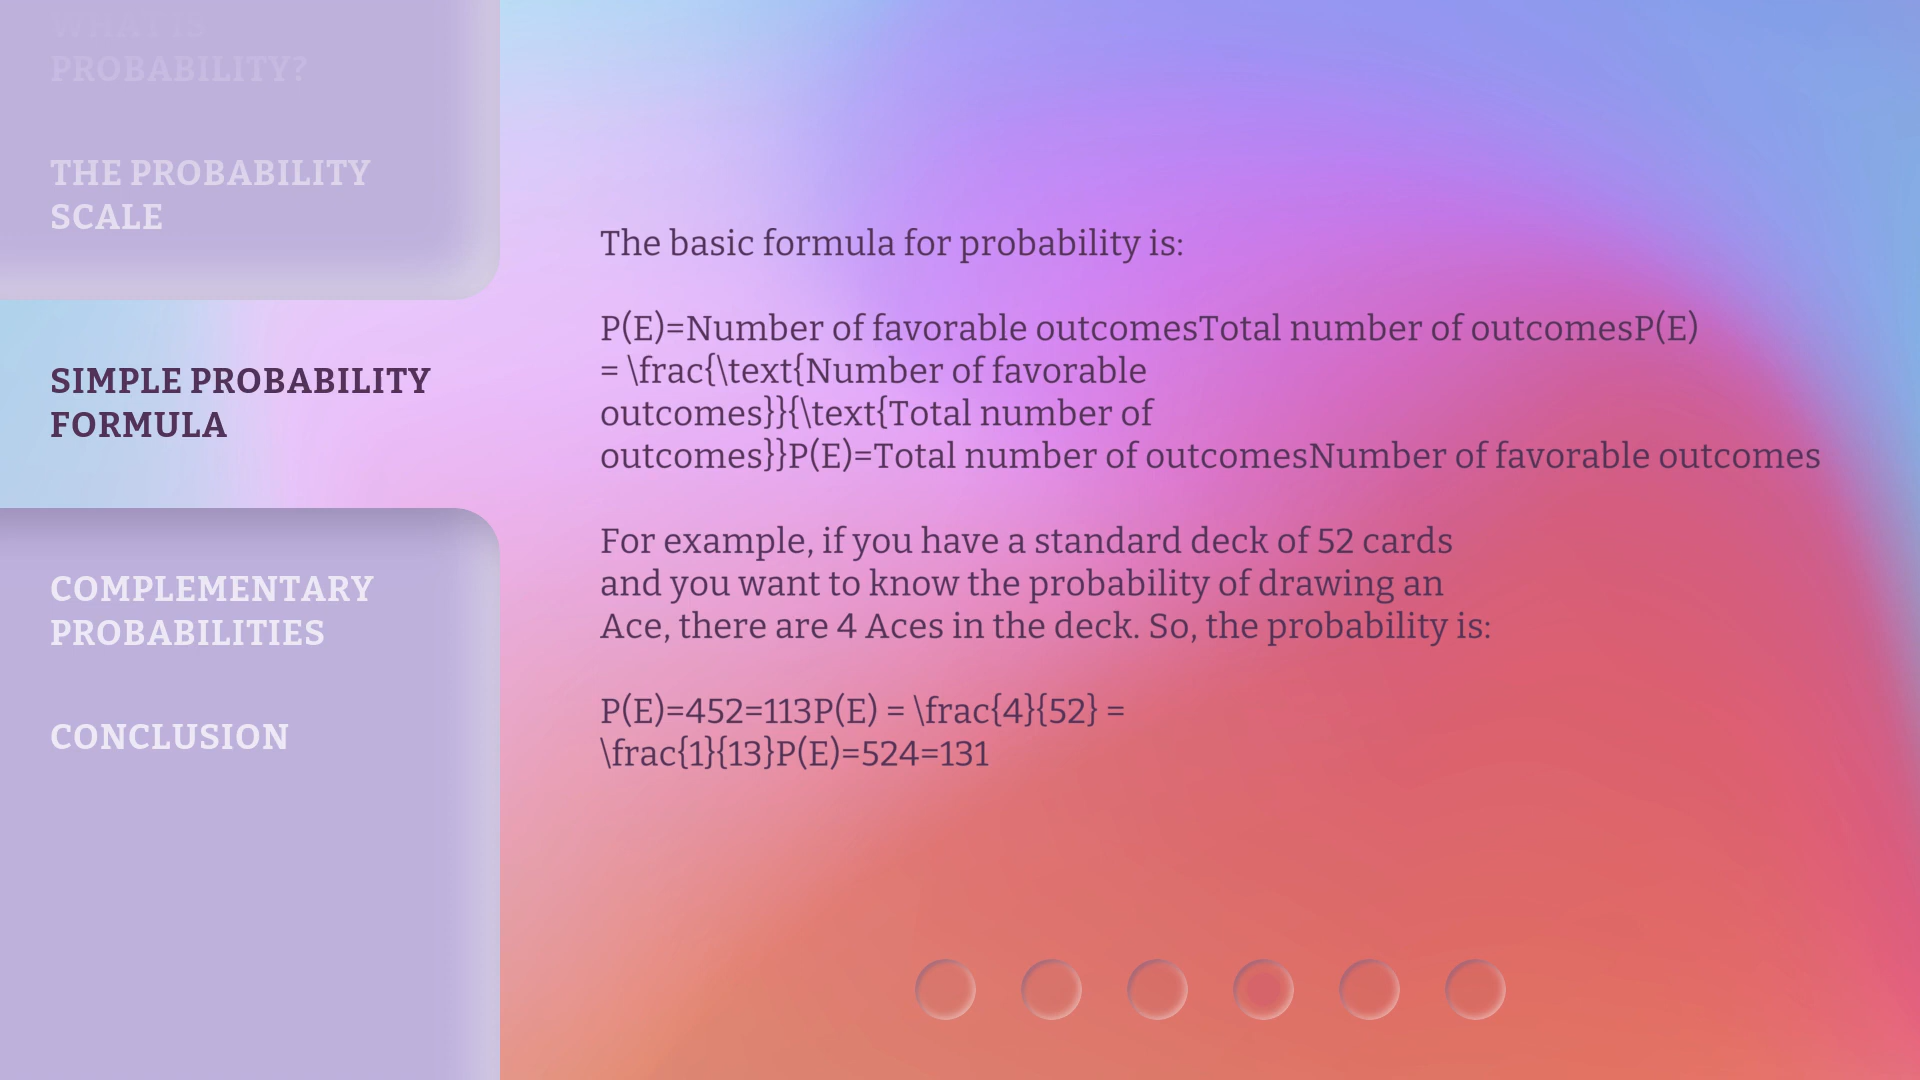 WHAT IS
PROBABILITY?
THE PROBABILITY
SCALE
SIMPLE PROBABILITY
FORMULA
COMPLEMENTARY
PROBABILITIES
CONCLUSION
The basic formula for probability is:
P(E)=Number of favorable outcomesTotal number of outcomesP(E)
= \frac{\text{Number of favorable
outcomes}}{\text{Total number of
outcomes}}P(E)=Total number of outcomesNumber of favorable outcomes
For example, if you have a standard deck of 52 cards
and you want to know the probability of drawing an
Ace, there are 4 Aces in the deck. So, the probability is:
P(E)=452=113P(E) = \frac{4}{52} =
\frac{1}{13}P(E)=524=131